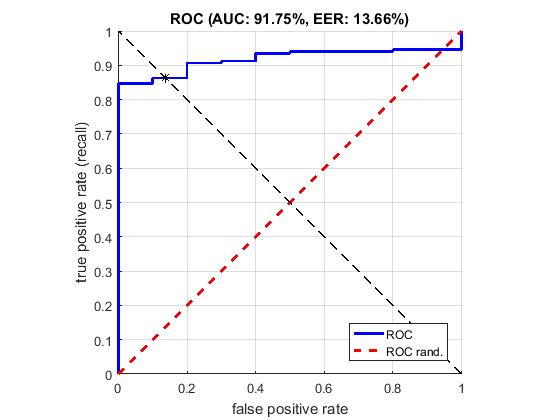 ROC (AUC: 91.75%, EER: 13.66%)
true positive rate (recall)
1
0.9
0.8
0.7
0.6
0.5
0.4
0.3
0.2
0.1
0
ROC
ROC rand.
0 0.2 0.4 0.6 0.8 1
false positive rate